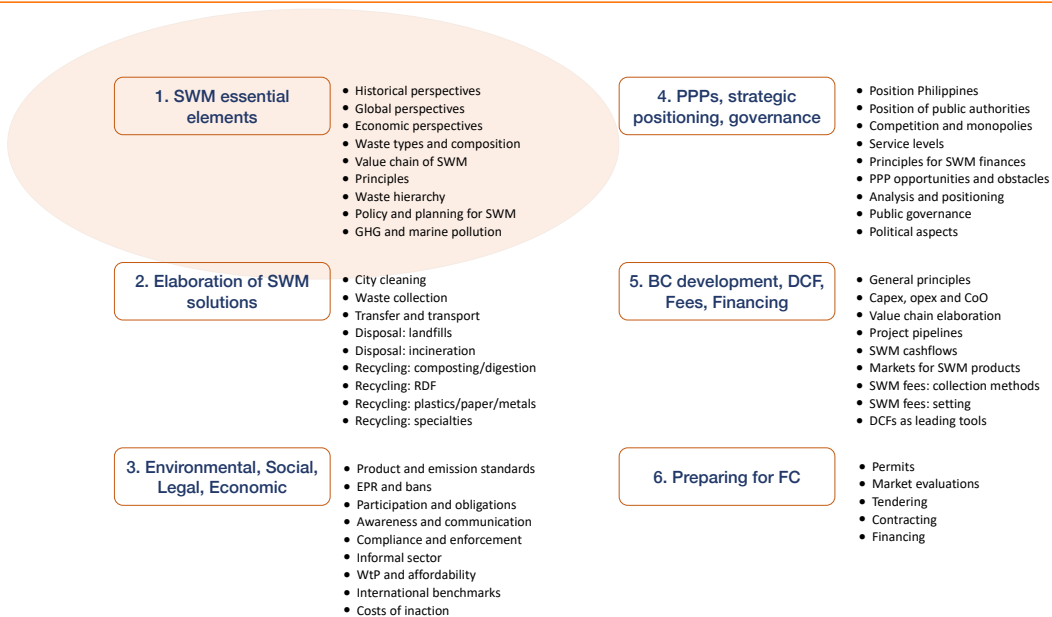 1. SWM essential
elements
• Historical perspectives
• Global perspectives
• Economic perspectives
• Waste types and composition
• Value chain of SWM
• Principles
• Waste hierarchy
• Policy and planning for SWM
• GHG and marine pollution
2. Elaboration of SWM
solutions
• City cleaning
• Waste collection
• Transfer and transport
• Disposal: landfills
• Disposal: incineration
• Recycling: composting/digestion
• Recycling: RDF
• Recycling: plastics/paper/metals
• Recycling: specialties
3. Environmental, Social,
Legal, Economic
• Product and emission standards
• EPR and bans
• Participation and obligations
• Awareness and communication
• Compliance and enforcement
• Informal sector
• WtP and affordability
• International benchmarks
• Costs of inaction
4. PPPs, strategic
positioning, governance
• Position Philippines
• Position of public authorities
• Competition and monopolies
• Service levels
• Principles for SWM finances
• PPP opportunities and obstacles
• Analysis and positioning
• Public governance
• Political aspects
5. BC development, DCF,
Fees, Financing
• General principles
• Capex, opex and CoO
• Value chain elaboration
• Project pipelines
• SWM cashflows
• Markets for SWM products
• SWM fees: collection methods
• SWM fees: setting
• DCFs as leading tools
6. Preparing for FC
• Permits
• Market evaluations
• Tendering
• Contracting
• Financing